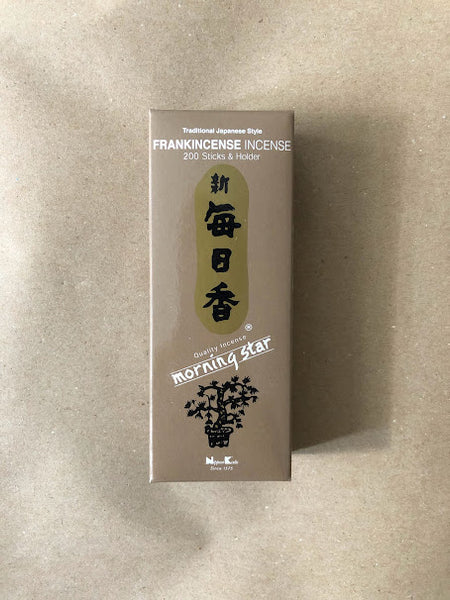 Traditional Japanese Style
FRANKINCENSE INCENSE
200 Sticks & Holder
新
毎日香
®
Quality Incense
morning star
Nippon Kodo
Since 1575